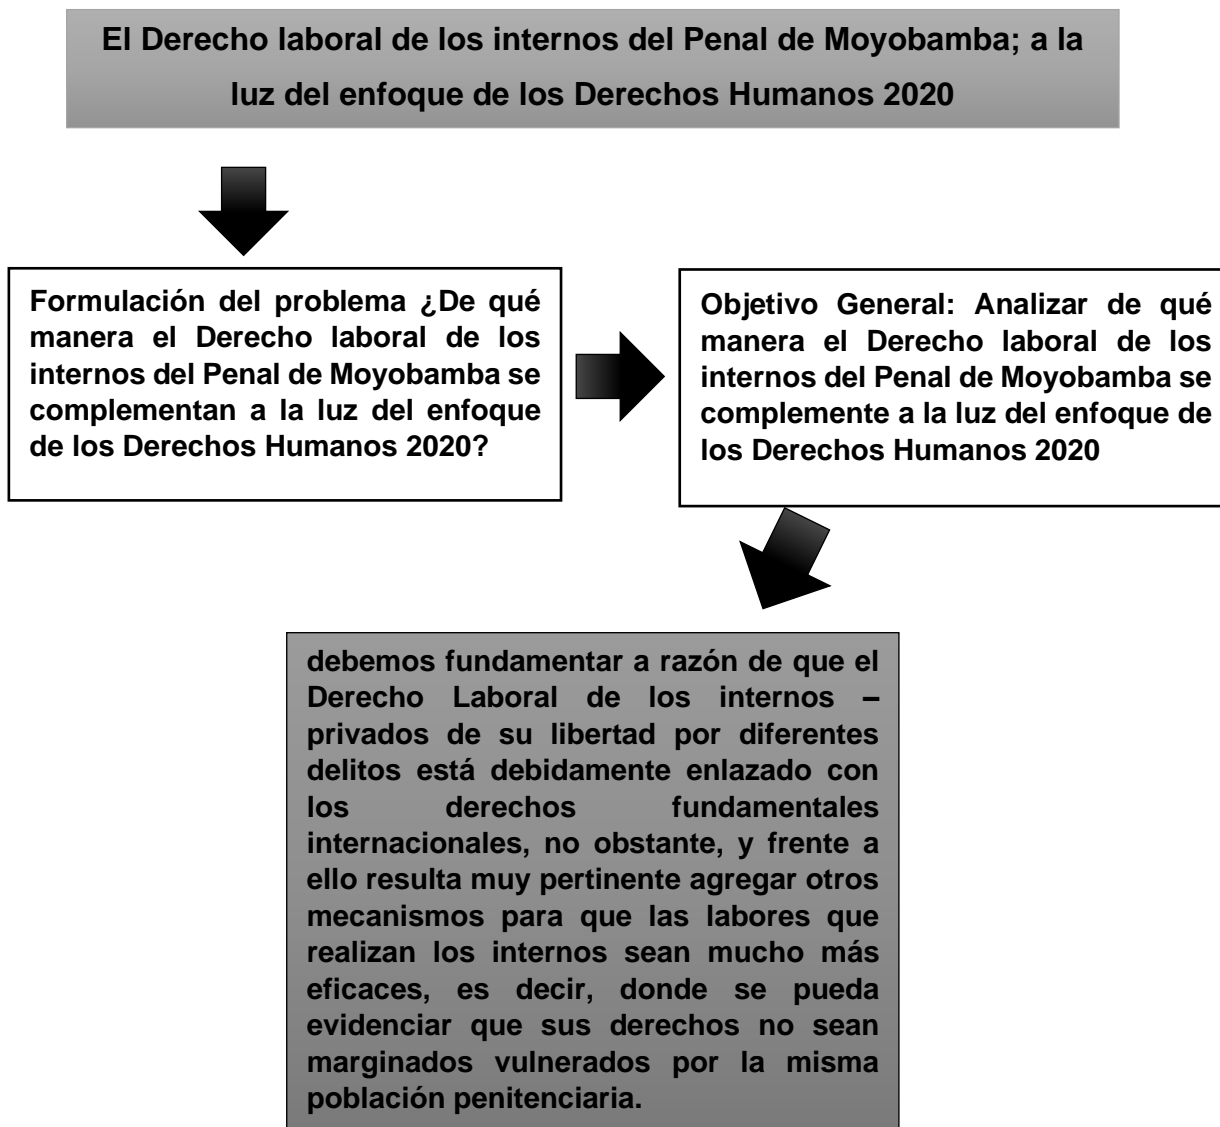 El Derecho laboral de los internos del Penal de Moyobamba; a la
luz del enfoque de los Derechos Humanos 2020
Formulación del problema ¿De qué
manera el Derecho laboral de los
internos del Penal de Moyobamba se
complementan a la luz del enfoque
de los Derechos Humanos 2020?
Objetivo General: Analizar de qué
manera el Derecho laboral de los
internos del Penal de Moyobamba se
complemente a la luz del enfoque de
los Derechos Humanos 2020
debemos fundamentar a razón de que el
Derecho Laboral de los internos –
privados de su libertad por diferentes
delitos está debidamente enlazado con
los derechos fundamentales
internacionales, no obstante, y frente a
ello resulta muy pertinente agregar otros
mecanismos para que las labores que
realizan los internos sean mucho más
eficaces, es decir, donde se pueda
evidenciar que sus derechos no sean
marginados vulnerados por la misma
población penitenciaria.